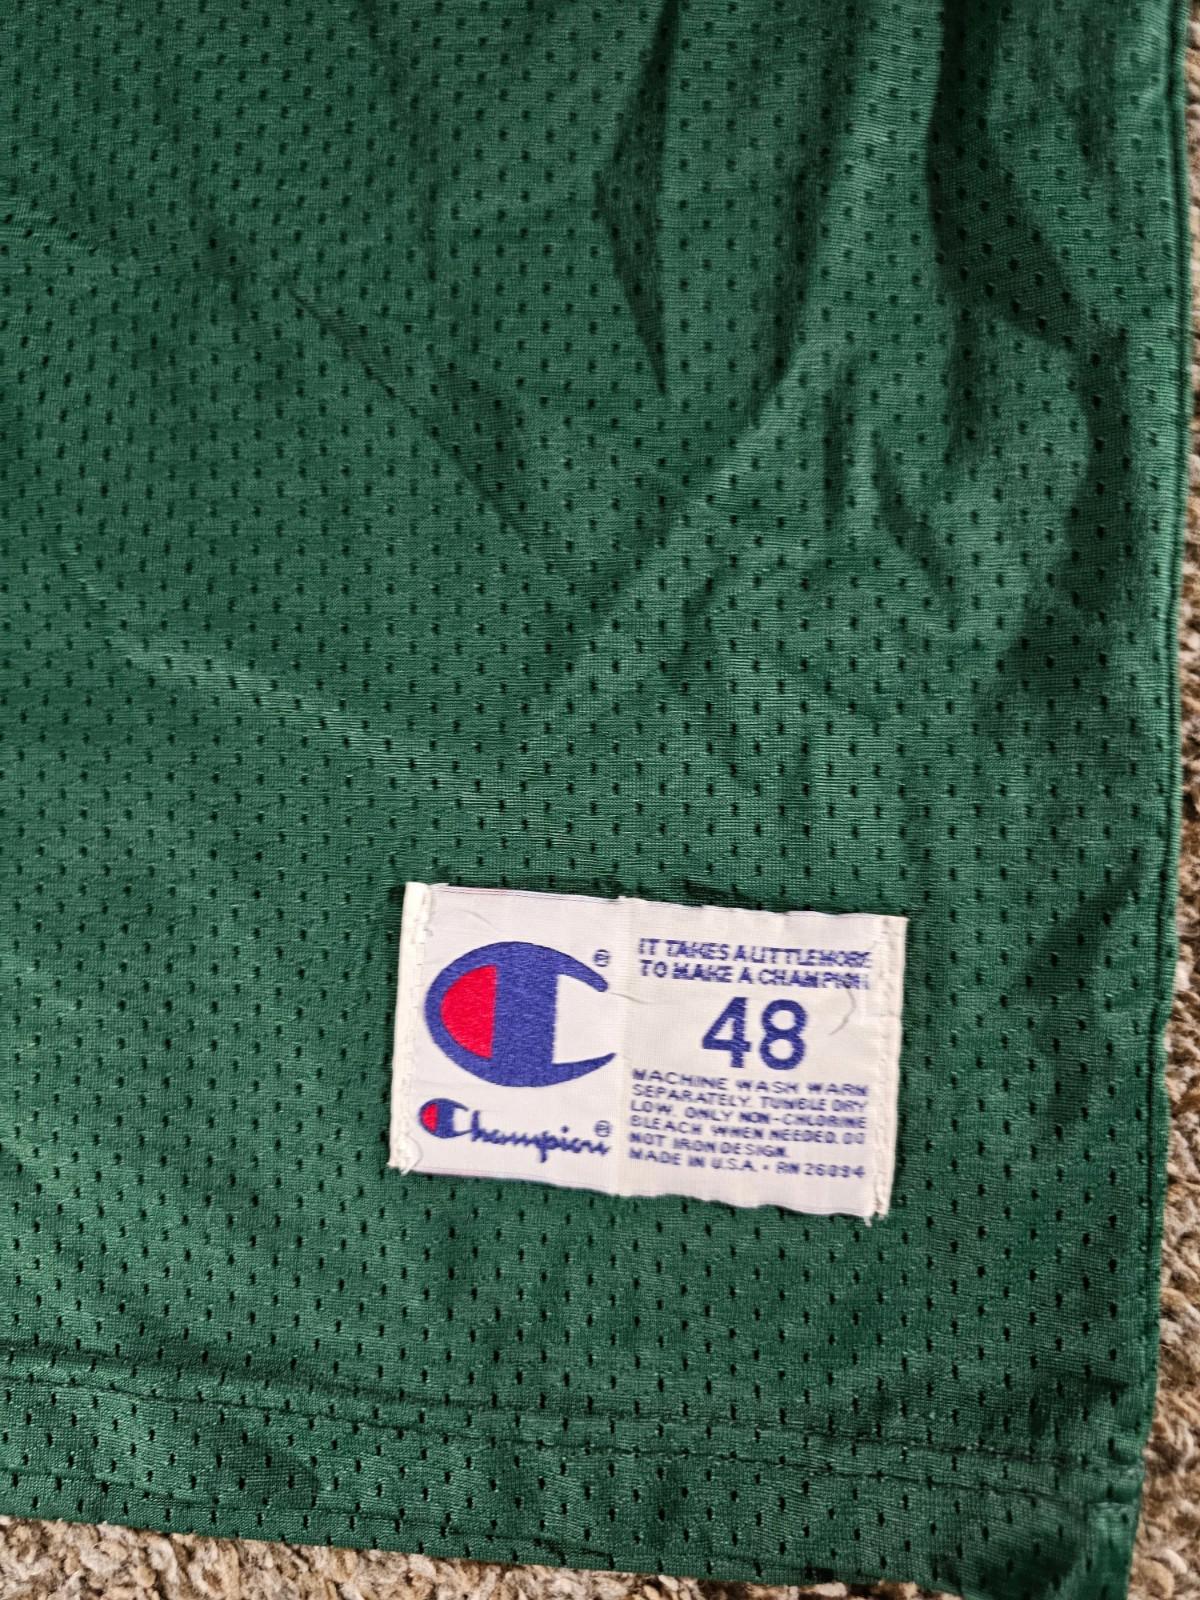 IT TAKES A LITTLE MORE
TO MAKE A CHAMPION
48
MACHINE WASH WARM
SEPARATELY. TUMBLE DRY
LOW. ONLY NON-CHLORINE
BLEACH WHEN NEEDED. DO
NOT IRON DESIGN.
MADE IN U.S.A. • RN 26094
®
Champion®